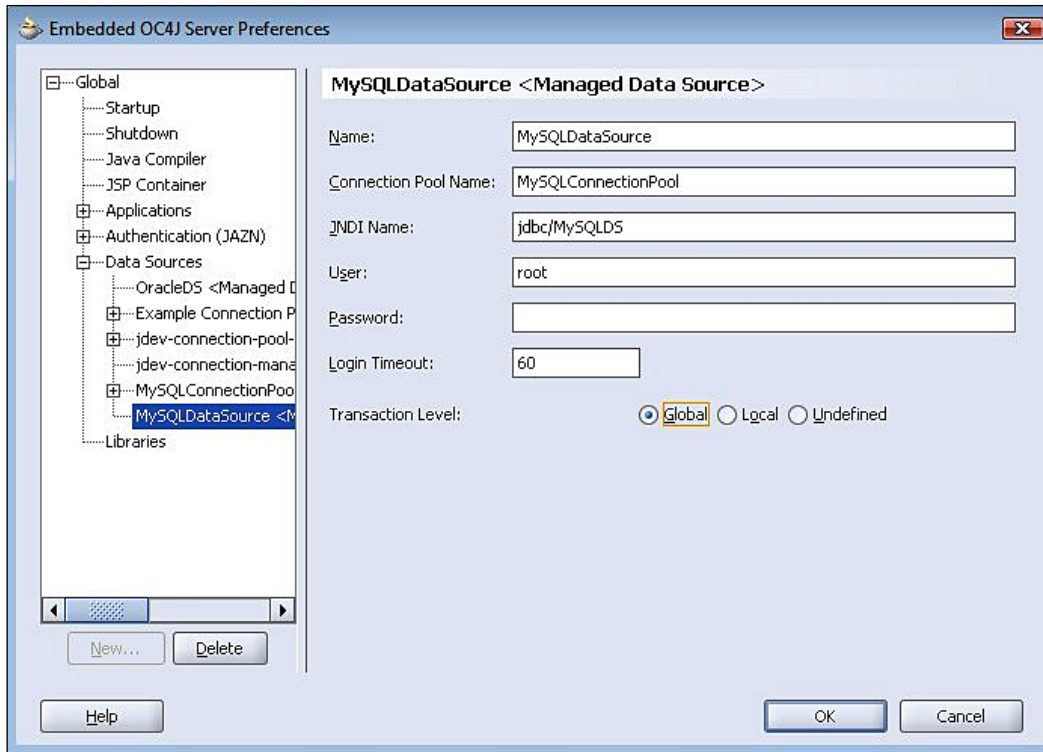 Embedded OC4J Server Preferences
Global
Startup
Shutdown
Java Compiler
JSP Container
Applications
Authentication (JAZN)
Data Sources
OracleDS <Managed D
Example Connection P
jdev-connection-pool-
jdev-connection-mana
MySQLConnectionPoo
MySQLDataSource <M
Libraries
New...
Delete
MySQLDataSource <Managed Data Source>
Name: MySQLDataSource
Connection Pool Name: MySQLConnectionPool
JNDI Name: jdbc/MySQLDS
User: root
Password:
Login Timeout: 60
Transaction Level: Global Local Undefined
Help
OK
Cancel